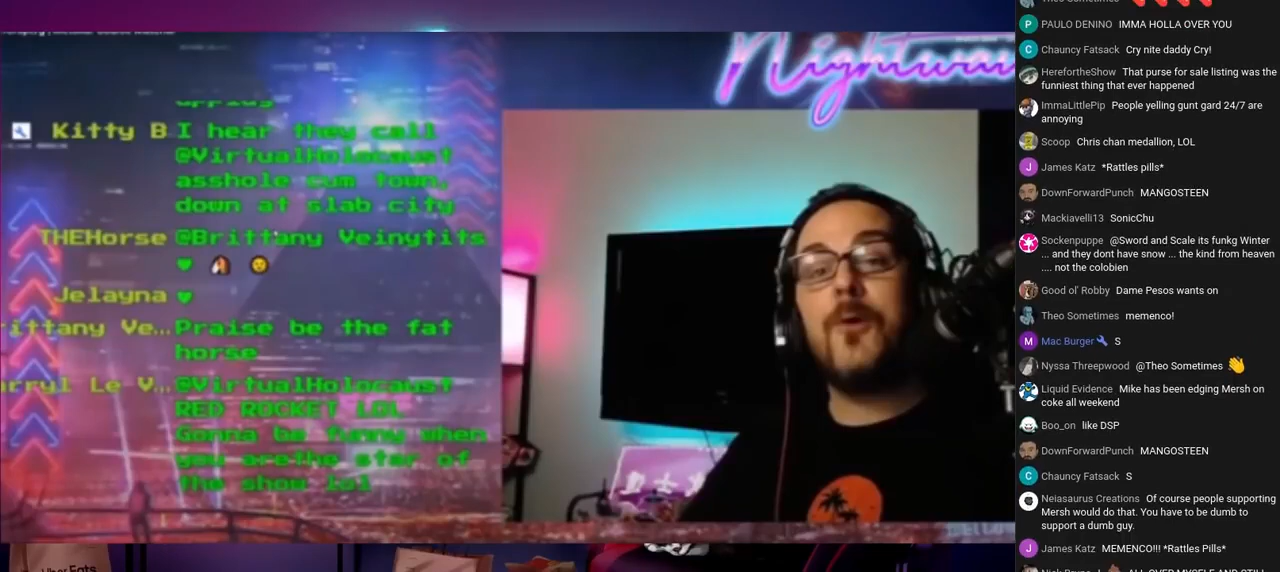 Kitty B I hear they call
@VirtualHolocaust
asshole cum town,
down at slab city
THEHorse @Brittany Veinytits
💚 🐴 🌝
Jelayna 💚
rittany Ve... Praise be the fat
horse
arryl Le V... @VirtualHolocaust
RED ROCKET LOL
Gonna be funny when
you arethe star of
the show lol
Nightwav
PAULO DENINO IMMA HOLLA OVER YOU
Chauncy Fatsack Cry nite daddy Cry!
HerefortheShow That purse for sale listing was the
funniest thing that ever happened
ImmaLittlePip People yelling gunt gard 24/7 are
annoying
Scoop Chris chan medallion, LOL
James Katz *Rattles pills*
DownForwardPunch MANGOSTEEN
Mackiavelli13 SonicChu
Sockenpuppe @Sword and Scale its funkg Winter
... and they dont have snow ... the kind from heaven
.... not the colobien
Good ol' Robby Dame Pesos wants on
Theo Sometimes memenco!
Mac Burger S
Nyssa Threepwood @Theo Sometimes 👋
Liquid Evidence Mike has been edging Mersh on
coke all weekend
Boo_on like DSP
DownForwardPunch MANGOSTEEN
Chauncy Fatsack S
Neiasaurus Creations Of course people supporting
Mersh would do that. You have to be dumb to
support a dumb guy.
James Katz MEMENCO!!! *Rattles Pills*
Uber Eats